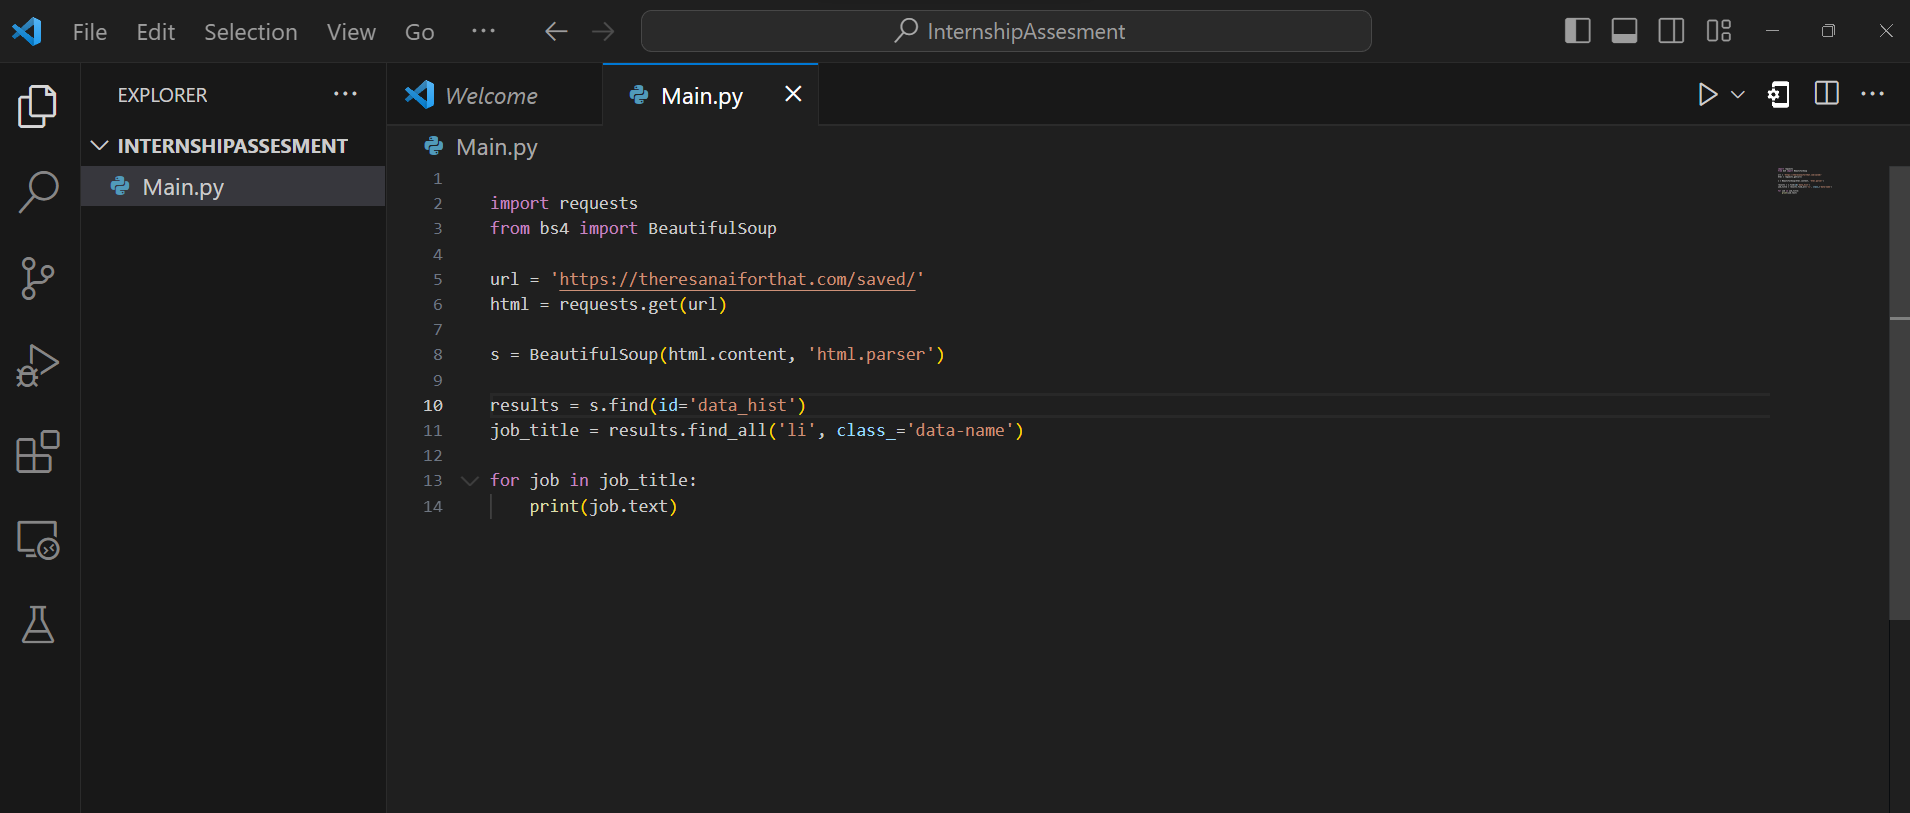 File Edit Selection View Go ··· InternshipAssesment
EXPLORER ···
INTERNSHIPASSESMENT
Main.py
Welcome Main.py
Main.py
1
2 import requests
3 from bs4 import BeautifulSoup
4
5 url = 'https://theresanaiforthat.com/saved/'
6 html = requests.get(url)
7
8 s = BeautifulSoup(html.content, 'html.parser')
9
10 results = s.find(id='data_hist')
11 job_title = results.find_all('li', class_='data-name')
12
13 for job in job_title:
14 print(job.text)